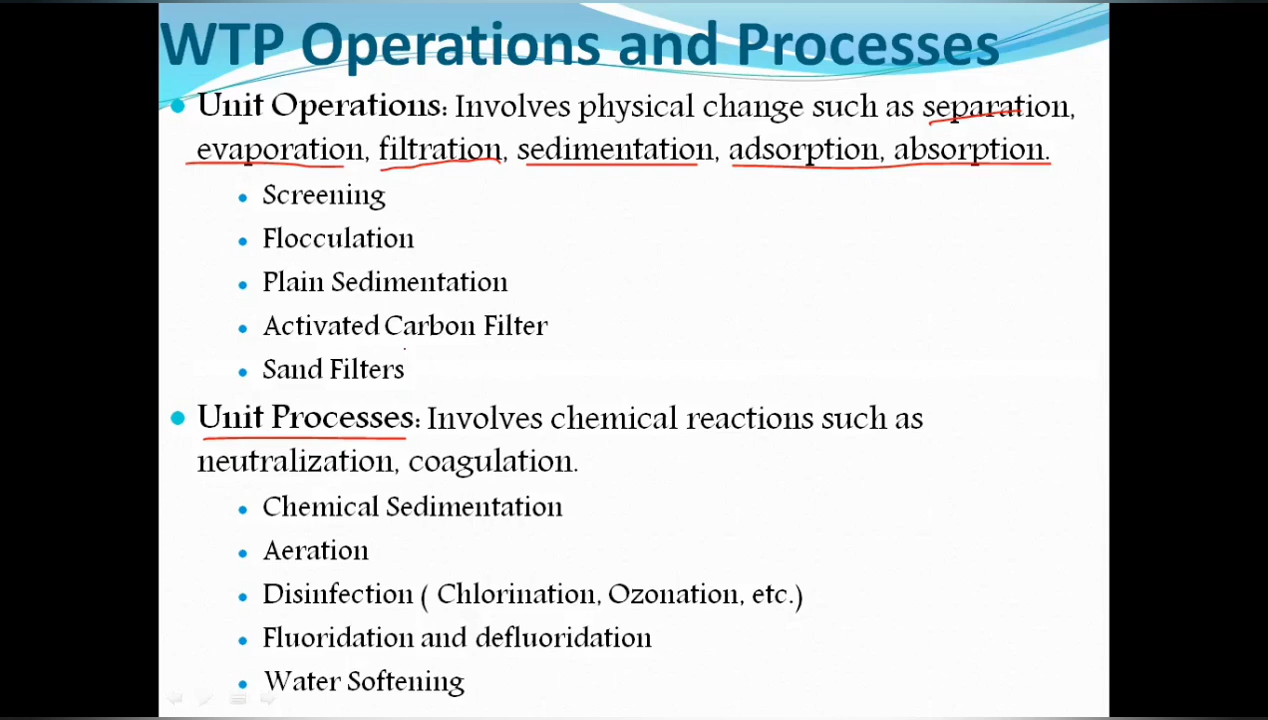 WTP Operations and Processes
• Unit Operations: Involves physical change such as separation,
evaporation, filtration, sedimentation, adsorption, absorption.
• Screening
• Flocculation
• Plain Sedimentation
• Activated Carbon Filter
• Sand Filters
• Unit Processes: Involves chemical reactions such as
neutralization, coagulation.
• Chemical Sedimentation
• Aeration
• Disinfection ( Chlorination, Ozonation, etc.)
• Fluoridation and defluoridation
• Water Softening